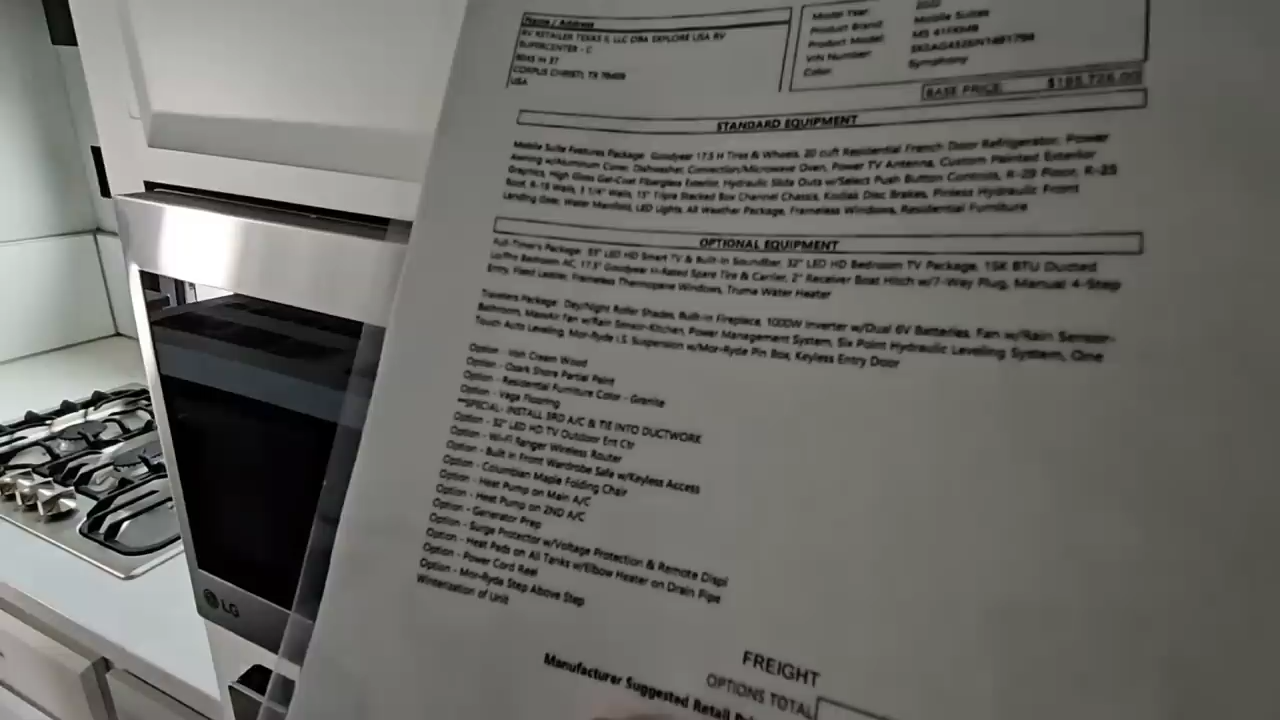 Name / Address
RV RETAILER TEXAS II, LLC DBA EXPLORE USA RV
SUPERCENTER - C
IH 37
CORPUS CHRISTI, TX
USA
Model Year:
Product Brand: Mobile Suites
Product Model: MS
VIN Number:
Color: Symphony
BASE PRICE:
STANDARD EQUIPMENT
Mobile Suite Features Package: Goodyear 17.5 H Tires & Wheels, 20 cuft Residential French Door Refrigerator, Power
Awning w/Aluminum Cover, Dishwasher, Convection/Microwave Oven, Power TV Antenna, Custom Painted Exterior
Graphics, High Gloss Gel-Coat Fiberglass Exterior, Hydraulic Slide Outs w/Select Push Button Controls, Floor,
Roof, Walls, 3 1/4" Walls, 15" Triple Stacked Box Channel Chassis, Kodiak Disc Brakes, Pinless Hydraulic Front
Landing Gear, Water Manifold, LED Lights, All Weather Package, Frameless Windows, Residential Furniture
OPTIONAL EQUIPMENT
Full-Timer's Package: LED HD Smart TV & Built-In Soundbar, 32" LED HD Bedroom TV Package, 15K BTU Ducted
Bedroom AC, 17.5" Goodyear H-Rated Spare Tire & Carrier, 2" Receiver Boat Hitch w/7-Way Plug, Manual 4-Step
Entry, Fixed Ladder, Frameless Thermopane Windows, Truma Water Heater
Travelers Package: Day/Night Roller Shades, Built-in Fireplace, 1000W Inverter w/Dual 6V Batteries, Fan w/Rain Sensor-
Bathroom, MaxxAir Fan w/Rain Sensor-Kitchen, Power Management System, Six Point Hydraulic Leveling System, One
Touch Auto Leveling, Mor-Ryde I.S. Suspension w/Mor-Ryde Pin Box, Keyless Entry Door
Option - Irish Cream Wood
Option - Ozark Shore Partial Paint
Option - Residential Furniture Color - Granite
Option - Vega Flooring
**SPECIAL- INSTALL 3RD A/C & TIE INTO DUCTWORK
Option - 32" LED HD TV Outdoor Ent Ctr
Option - Wi-Fi Ranger Wireless Router
Option - Built in Front Wardrobe Safe w/Keyless Access
Option - Columbian Maple Folding Chair
Option - Heat Pump on Main A/C
Option - Heat Pump on 2ND A/C
Option - Generator Prep
Option - Surge Protector w/Voltage Protection & Remote Displ
Option - Heat Pads on All Tanks w/Elbow Heater on Drain Pipe
Option - Power Cord Reel
Option - Mor-Ryde Step Above Step
Winterization of Unit
FREIGHT
OPTIONS TOTAL
Manufacturer Suggested Retail
LG